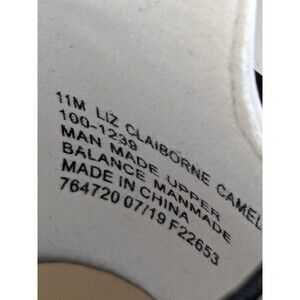 11M LIZ CLAIBORNE CAMEL
100-1239
MAN MADE UPPER
BALANCE MANMADE
MADE IN CHINA
764720 07/19 F22653